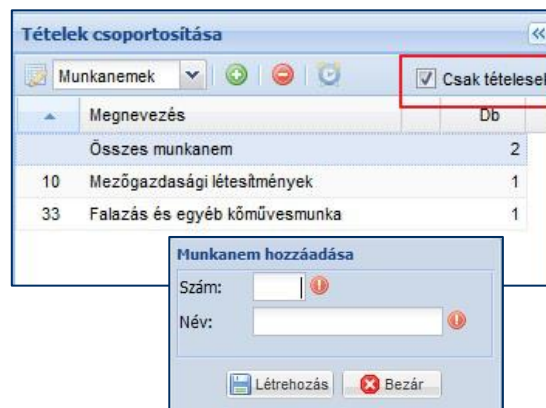 Tételek csoportosítása
Munkanemek Csak tételesek
Megnevezés Db
Összes munkanem 2
10 Mezőgazdasági létesítmények 1
33 Falazás és egyéb kőművesmunka 1
Munkanem hozzáadása
Szám:
Név:
Létrehozás Bezár